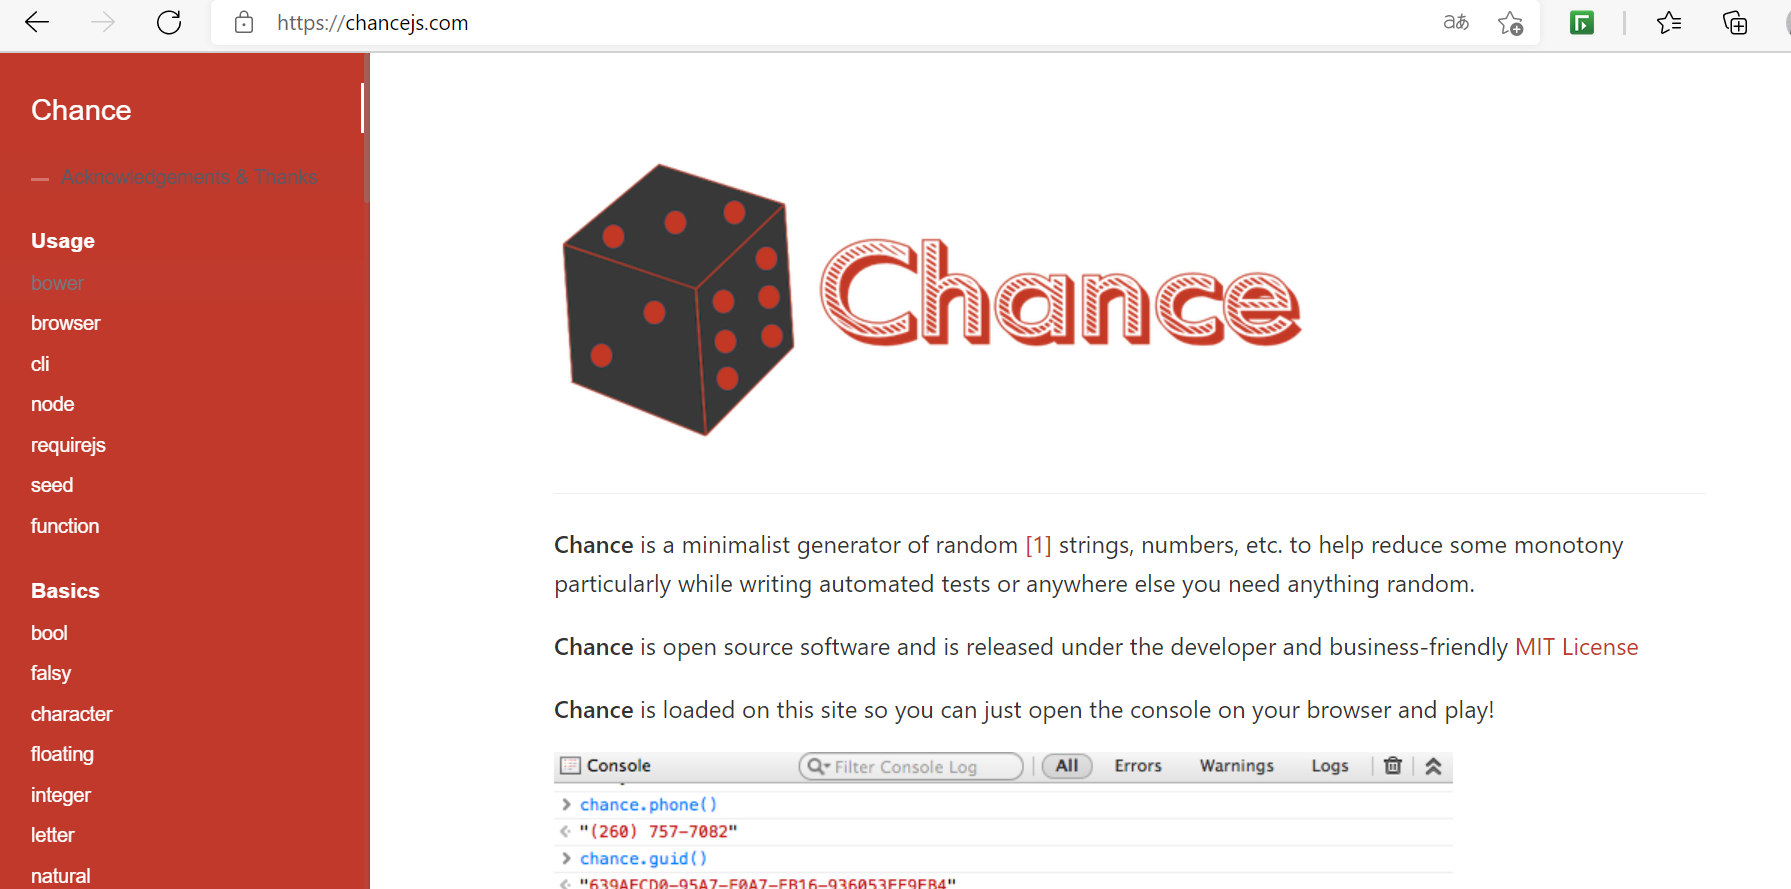 https://chancejs.com
aあ
Chance
— Acknowledgements & Thanks
Usage
bower
browser
cli
node
requirejs
seed
function
Basics
bool
falsy
character
floating
integer
letter
natural
Chance
Chance is a minimalist generator of random [1] strings, numbers, etc. to help reduce some monotony
particularly while writing automated tests or anywhere else you need anything random.
Chance is open source software and is released under the developer and business-friendly MIT License
Chance is loaded on this site so you can just open the console on your browser and play!
Console Filter Console Log All Errors Warnings Logs
> chance.phone()
"(260) 757-7082"
> chance.guid()